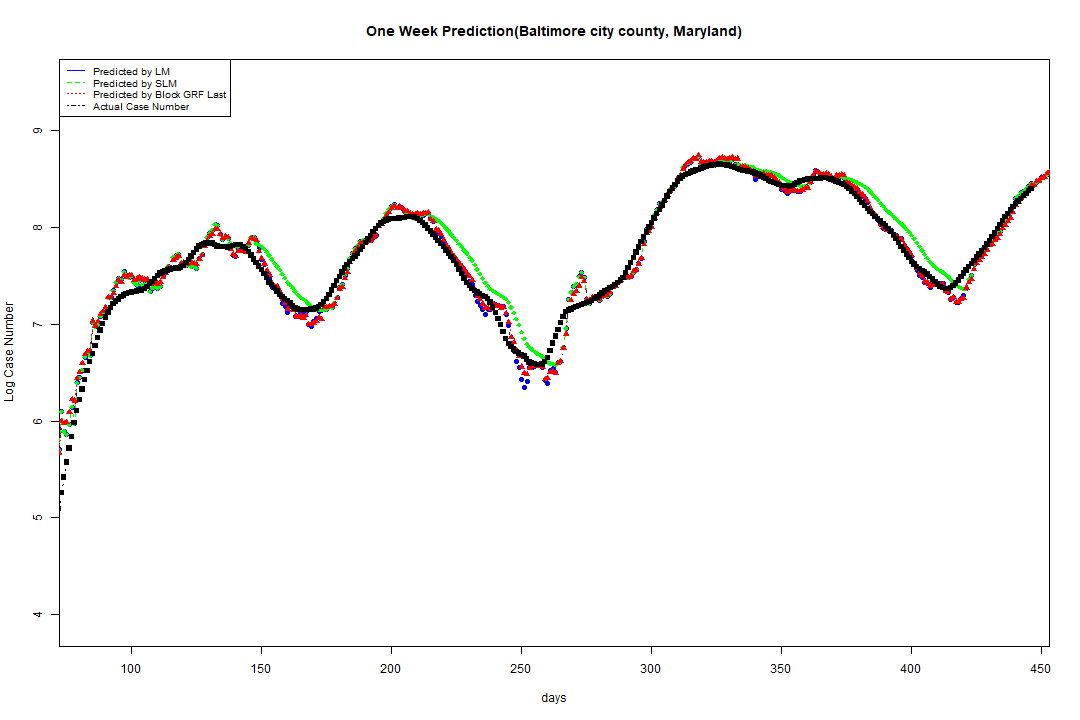 One Week Prediction(Baltimore city county, Maryland)
Predicted by LM
Predicted by SLM
Predicted by Block GRF Last
Actual Case Number
9
8
7
6
5
4
Log Case Number
100 150 200 250 300 350 400 450
days